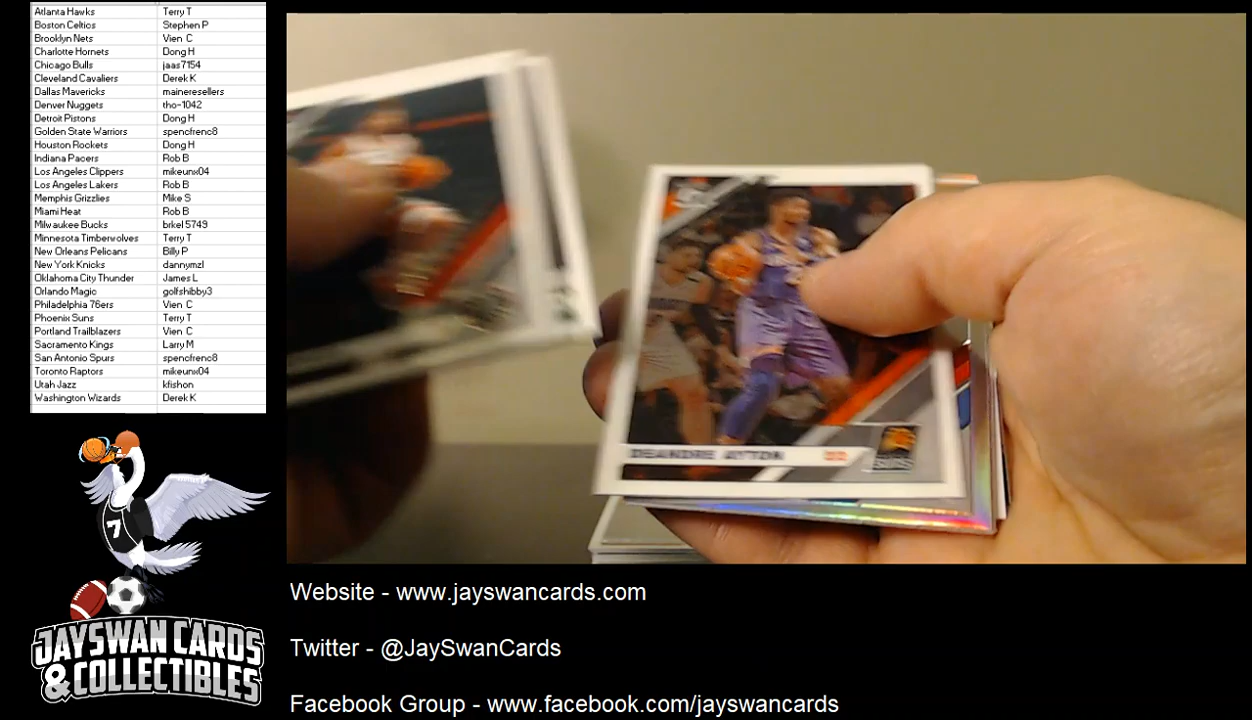 Atlanta Hawks Terry T
Boston Celtics Stephen P
Brooklyn Nets Vien C
Charlotte Hornets Dong H
Chicago Bulls jaas7154
Cleveland Cavaliers Derek K
Dallas Mavericks maineresellers
Denver Nuggets tho-1042
Detroit Pistons Dong H
Golden State Warriors spencfrenc8
Houston Rockets Dong H
Indiana Pacers Rob B
Los Angeles Clippers mikeunx04
Los Angeles Lakers Rob B
Memphis Grizzlies Mike S
Miami Heat Rob B
Milwaukee Bucks brkel5749
Minnesota Timberwolves Terry T
New Orleans Pelicans Billy P
New York Knicks dannymzl
Oklahoma City Thunder James L
Orlando Magic golfshibby3
Philadelphia 76ers Vien C
Phoenix Suns Terry T
Portland Trailblazers Vien C
Sacramento Kings Larry M
San Antonio Spurs spencfrenc8
Toronto Raptors mikeunx04
Utah Jazz kfishon
Washington Wizards Derek K
DEANDRE AYTON 22
SUNS
7
JAYSWAN CARDS
& COLLECTIBLES
Website - www.jayswancards.com
Twitter - @JaySwanCards
Facebook Group - www.facebook.com/jayswancards